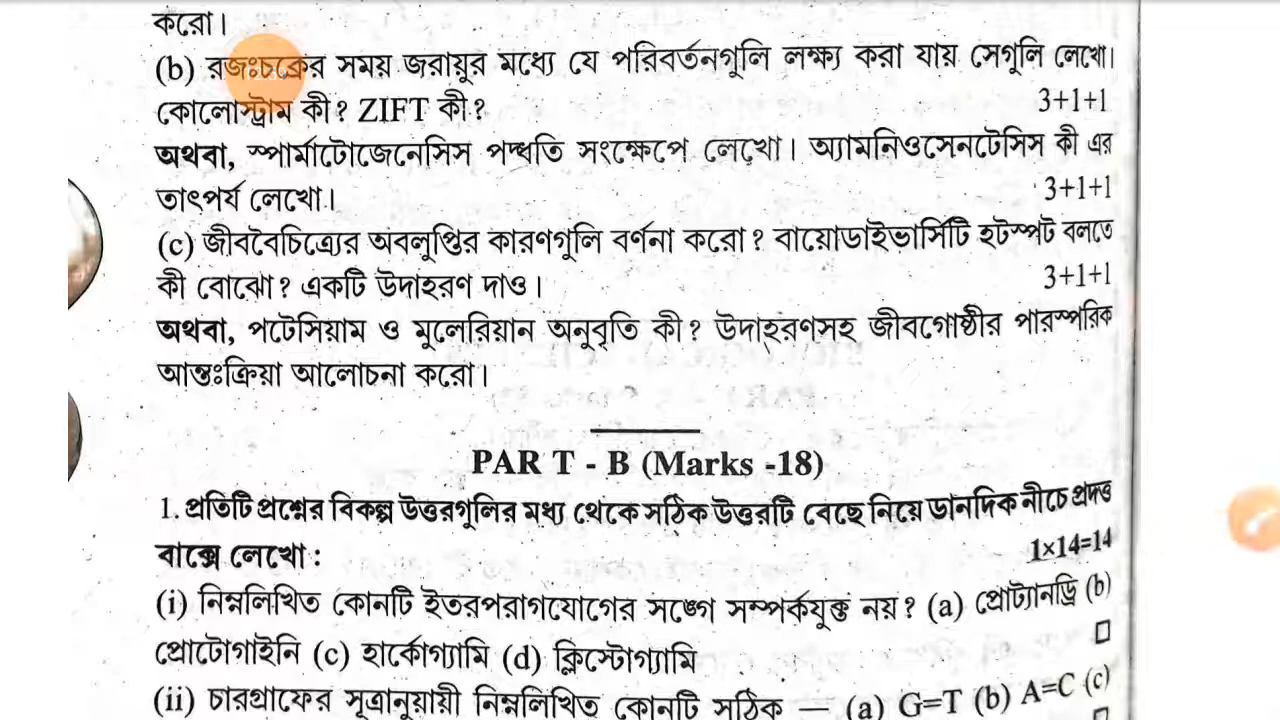 করো।
(b) রজঃচক্রের সময় জরায়ুর মধ্যে যে পরিবর্তনগুলি লক্ষ্য করা যায় সেগুলি লেখো।
কোলোস্ট্রাম কী? ZIFT কী? 3+1+1
অথবা, স্পার্মাটোজেনেসিস পদ্ধতি সংক্ষেপে লেখো। অ্যামনিওসেনটেসিস কী এর
তাৎপর্য লেখো। 3+1+1
(c) জীববৈচিত্র্যের অবলুপ্তির কারণগুলি বর্ণনা করো? বায়োডাইভার্সিটি হটস্পট বলতে
কী বোঝো? একটি উদাহরণ দাও। 3+1+1
অথবা, পটেসিয়াম ও মুলেরিয়ান অনুবৃতি কী? উদাহরণসহ জীবগোষ্ঠীর পারস্পরিক
আন্তঃক্রিয়া আলোচনা করো।
PAR T - B (Marks -18)
1. প্রতিটি প্রশ্নের বিকল্প উত্তরগুলির মধ্য থেকে সঠিক উত্তরটি বেছে নিয়ে ডানদিক নীচে প্রদত্ত
বাক্সে লেখো : 1×14=14
(i) নিম্নলিখিত কোনটি ইতরপরাগযোগের সঙ্গে সম্পর্কযুক্ত নয়? (a) প্রোট্যানড্রি (b)
প্রোটোগাইনি (c) হার্কোগ্যামি (d) ক্লিস্টোগ্যামি
(ii) চারগ্রাফের সূত্রানুয়ায়ী নিম্নলিখিত কোনটি সঠিক — (a) G=T (b) A=C (c)